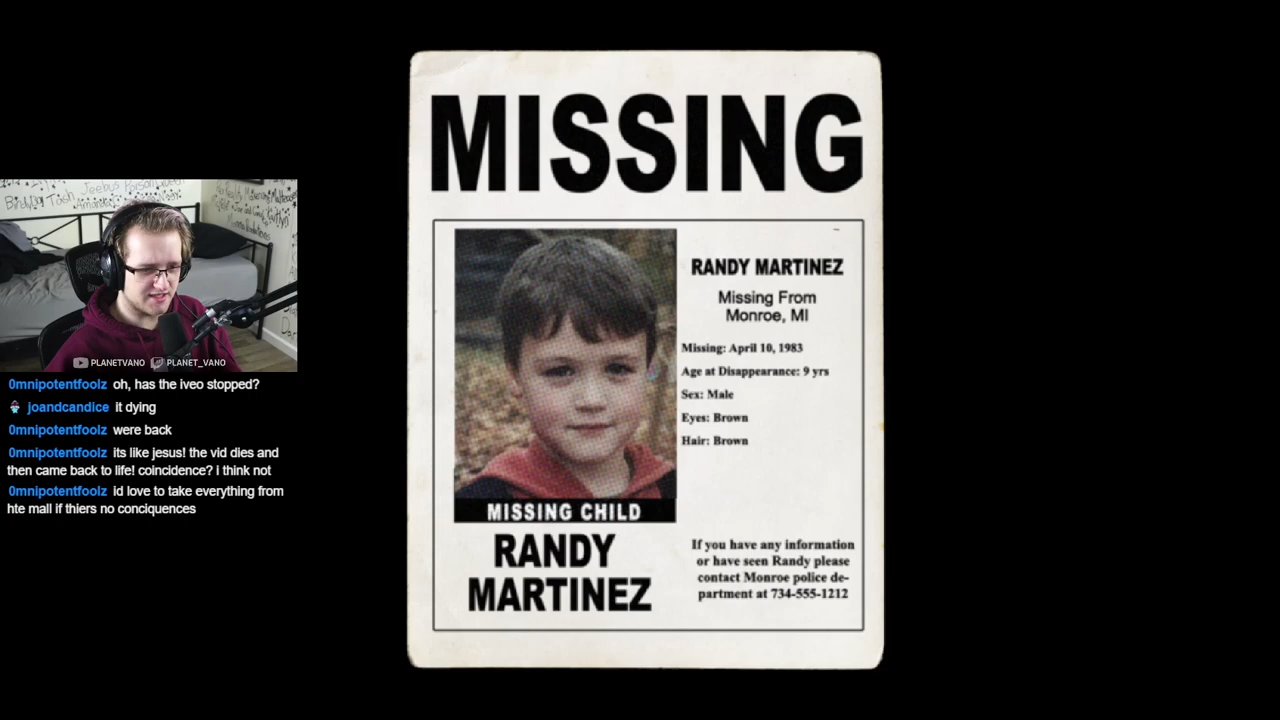 MISSING
RANDY MARTINEZ
Missing From
Monroe, MI
Missing: April 10, 1983
Age at Disappearance: 9 yrs
Sex: Male
Eyes: Brown
Hair: Brown
MISSING CHILD
RANDY
MARTINEZ
If you have any information
or have seen Randy please
contact Monroe police de-
partment at 734-555-1212
Jeebus
Tash
PLANETVANO PLANET_VANO
0mnipotentfoolz oh, has the iveo stopped?
joandcandice it dying
0mnipotentfoolz were back
0mnipotentfoolz its like jesus! the vid dies and
then came back to life! coincidence? i think not
0mnipotentfoolz id love to take everything from
hte mall if thiers no conciquences